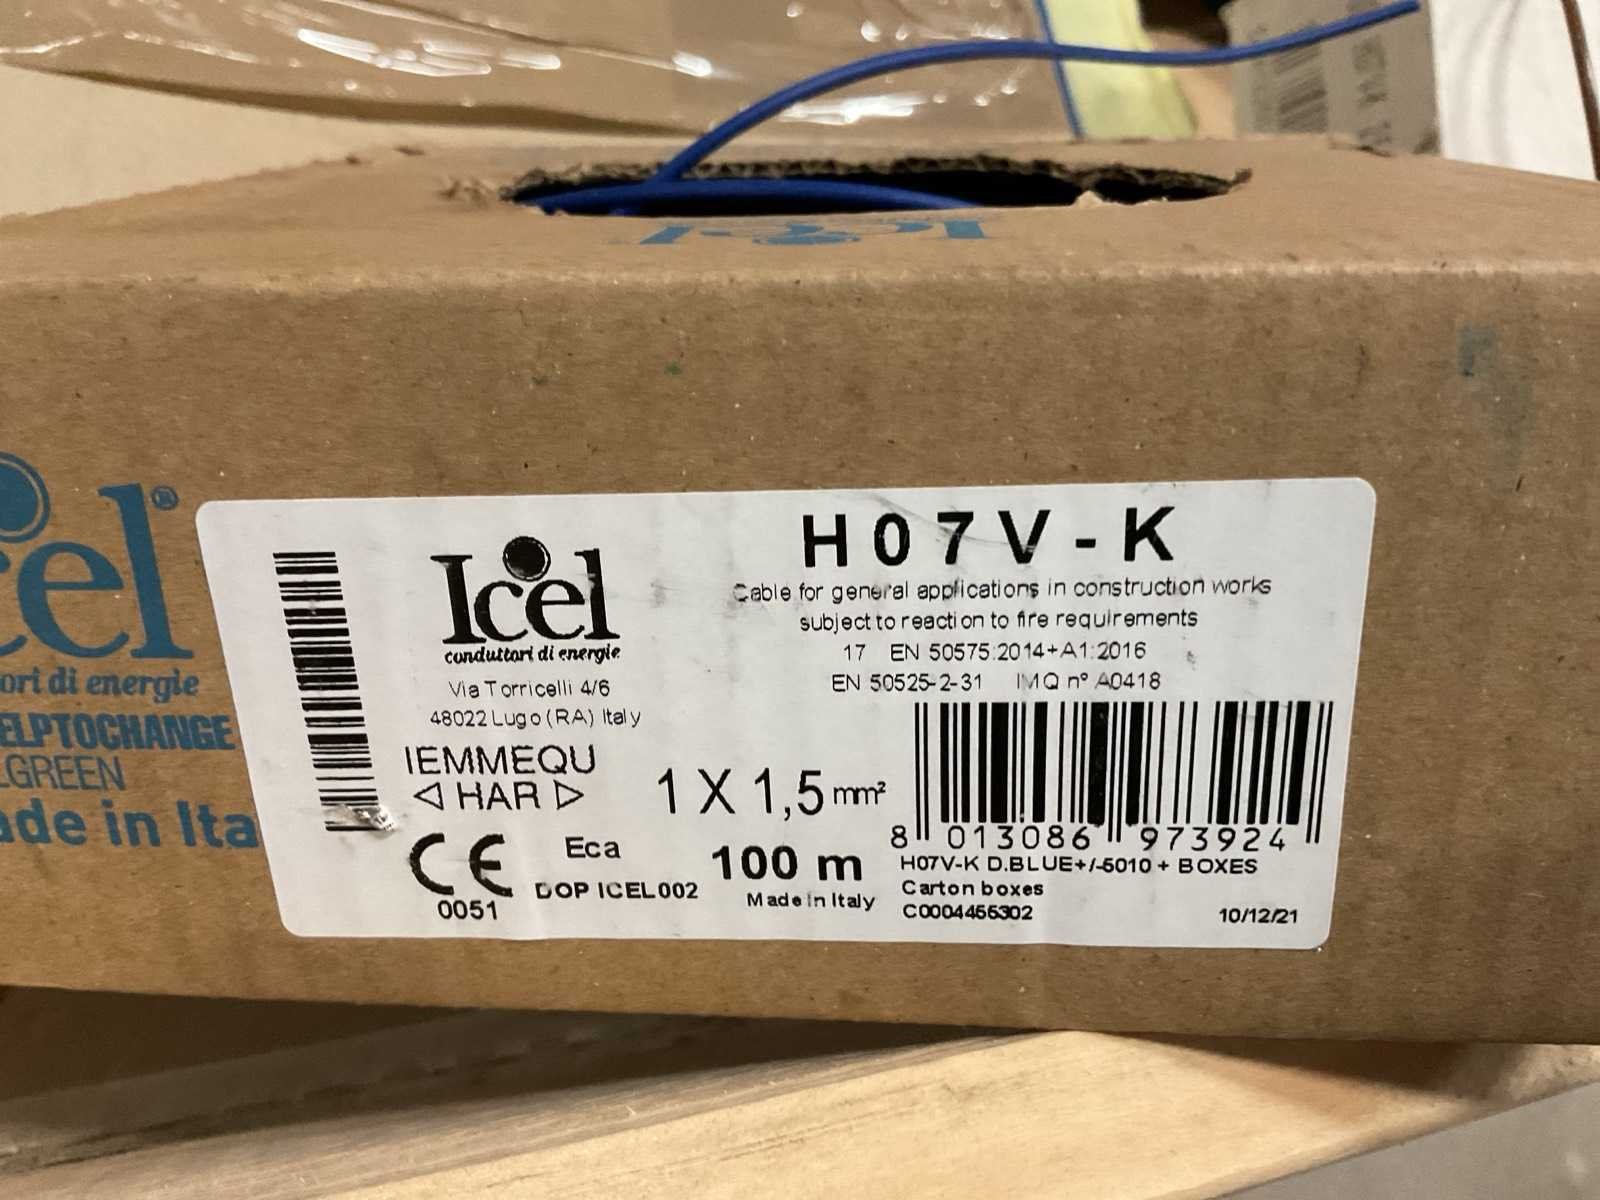 Icel
cel®
ori di energie
ELPTOCHANGE
LGREEN
ade in Ita
Icel
conduttori di energie
Via Torricelli 4/6
48022 Lugo (RA) Italy
IEMMEQU
◁ HAR ▷
CE
0051
Eca
DOP ICEL002
1 X 1,5 mm²
100 m
Made in Italy
H07V-K
Cable for general applications in construction works
subject to reaction to fire requirements
17 EN 50575:2014+A1:2016
EN 50525-2-31 IMQ n° A0418
8 013086 973924
H07V-K D.BLUE+/-5010 + BOXES
Carton boxes
C0004455302
10/12/21